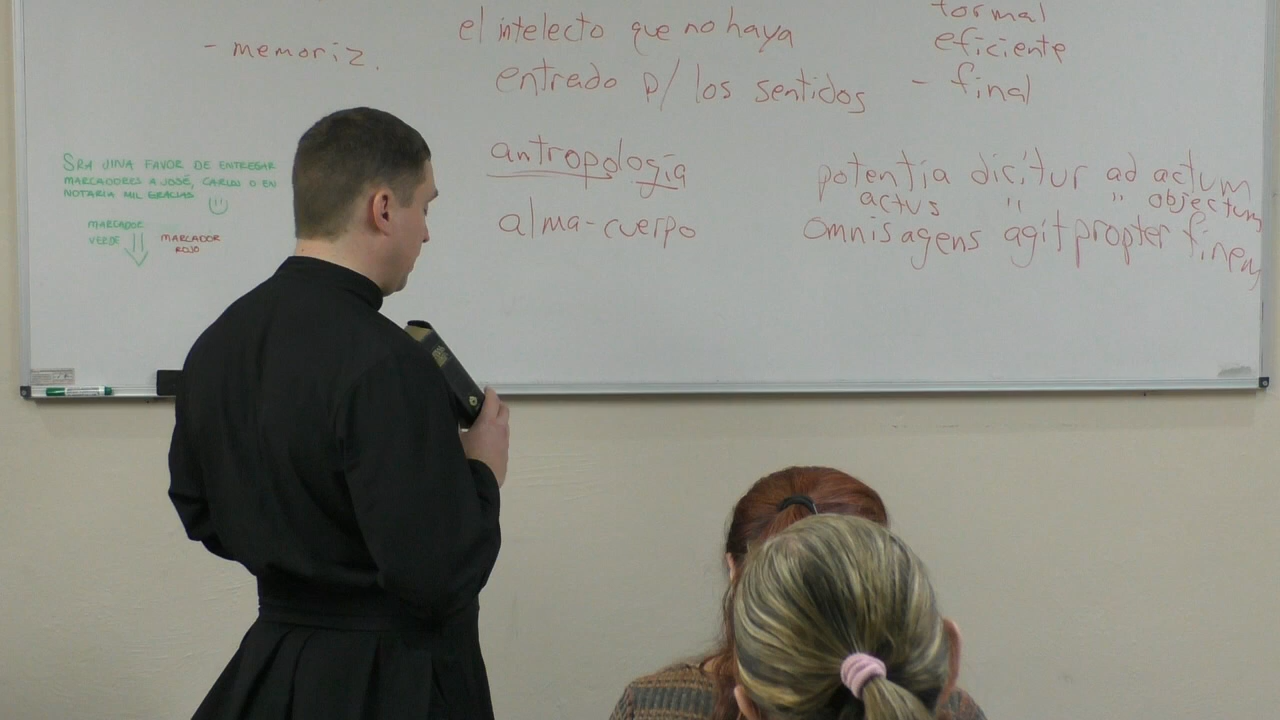 - memoriz.
el intelecto que no haya
entrado p/ los sentidos
formal
eficiente
- final
SRA JINA FAVOR DE ENTREGAR
MARCADORES A JOSÉ, CARLOS O EN
NOTARIA MIL GRACIAS
MARCADOR
VERDE
MARCADOR
ROJO
antropología
alma-cuerpo
potentia dicitur ad actum
actus " " objectum
omnis agens agit propter finem